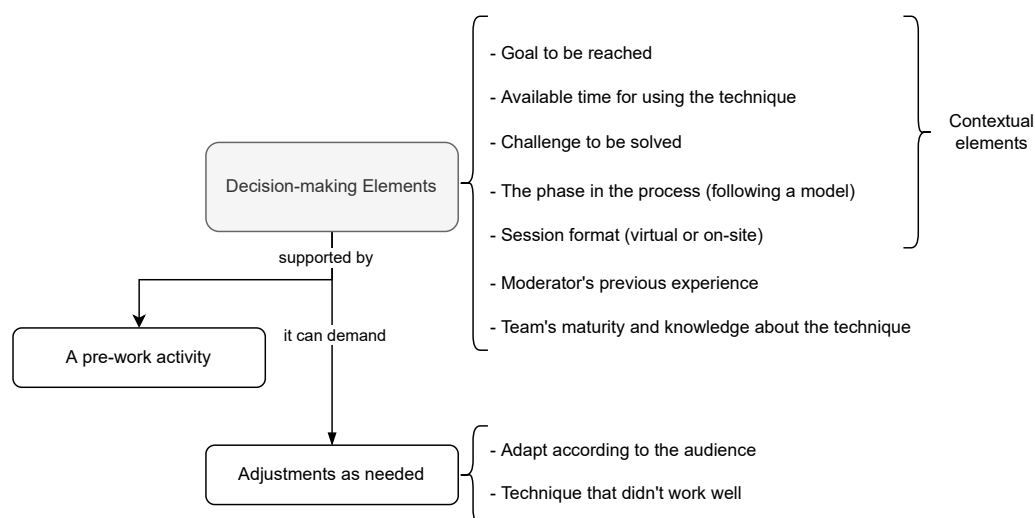 - Goal to be reached
- Available time for using the technique
- Challenge to be solved
- The phase in the process (following a model)
- Session format (virtual or on-site)
- Moderator's previous experience
- Team's maturity and knowledge about the technique
Contextual
elements
Decision-making Elements
supported by
it can demand
A pre-work activity
Adjustments as needed
- Adapt according to the audience
- Technique that didn't work well